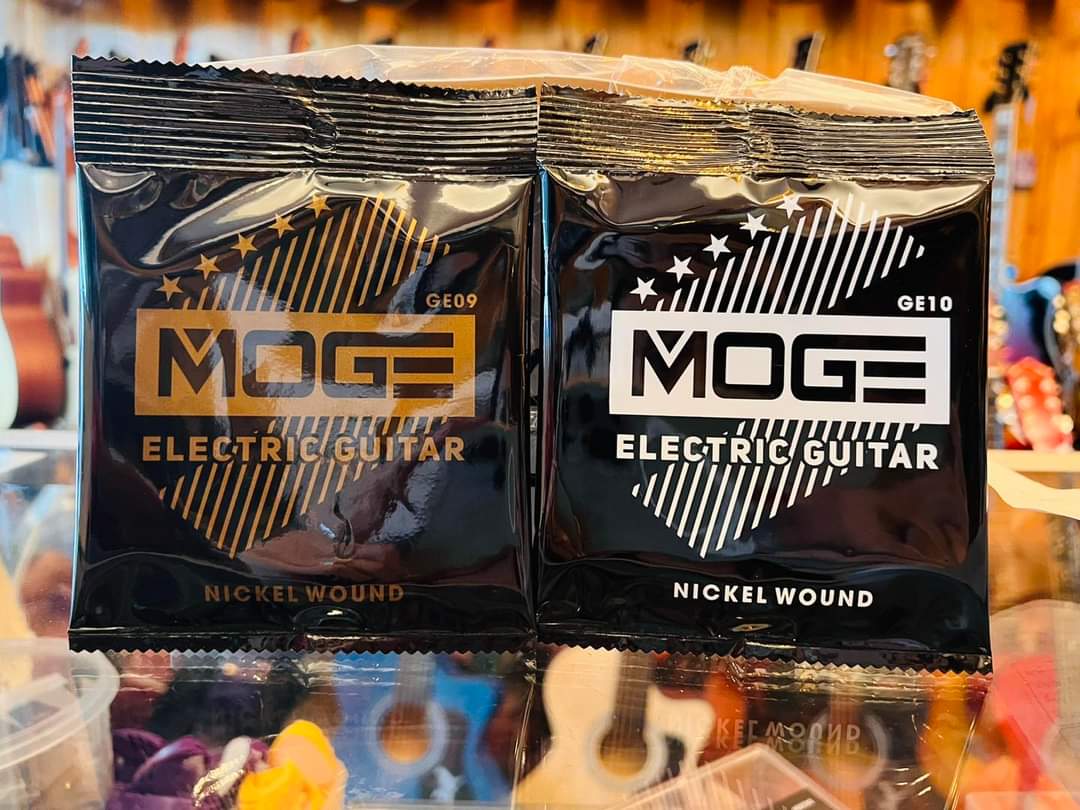 GE09
MOGE
ELECTRIC GUITAR
NICKEL WOUND
GE10
MOGE
ELECTRIC GUITAR
NICKEL WOUND